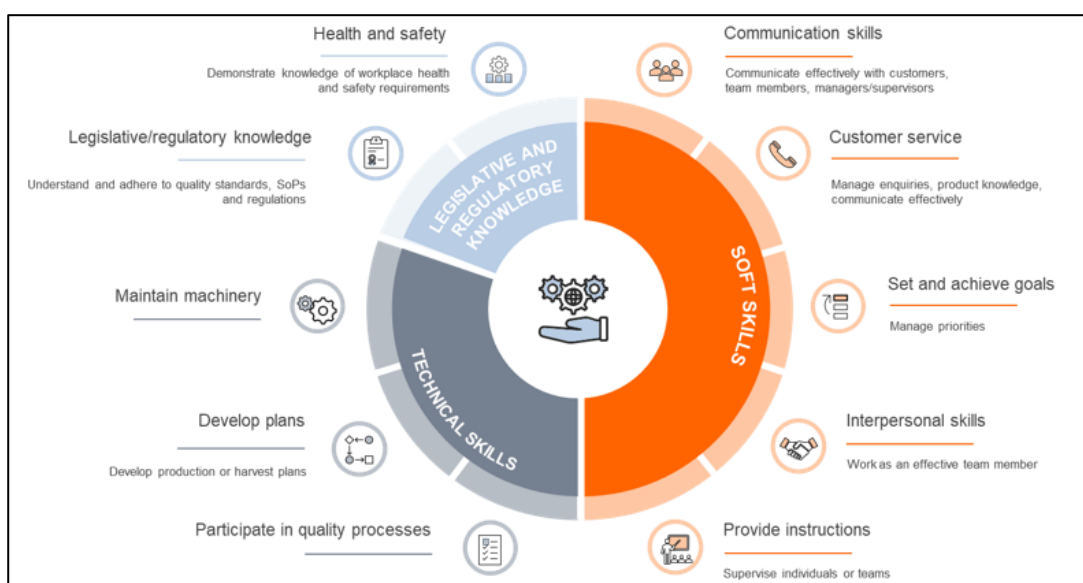 Health and safety
Demonstrate knowledge of workplace health
and safety requirements
Legislative/regulatory knowledge
Understand and adhere to quality standards, SoPs
and regulations
Maintain machinery
Develop plans
Develop production or harvest plans
Participate in quality processes
LEGISLATIVE AND
REGULATORY
KNOWLEDGE
TECHNICAL SKILLS
SOFT SKILLS
Communication skills
Communicate effectively with customers,
team members, managers/supervisors
Customer service
Manage enquiries, product knowledge,
communicate effectively
Set and achieve goals
Manage priorities
Interpersonal skills
Work as an effective team member
Provide instructions
Supervise individuals or teams